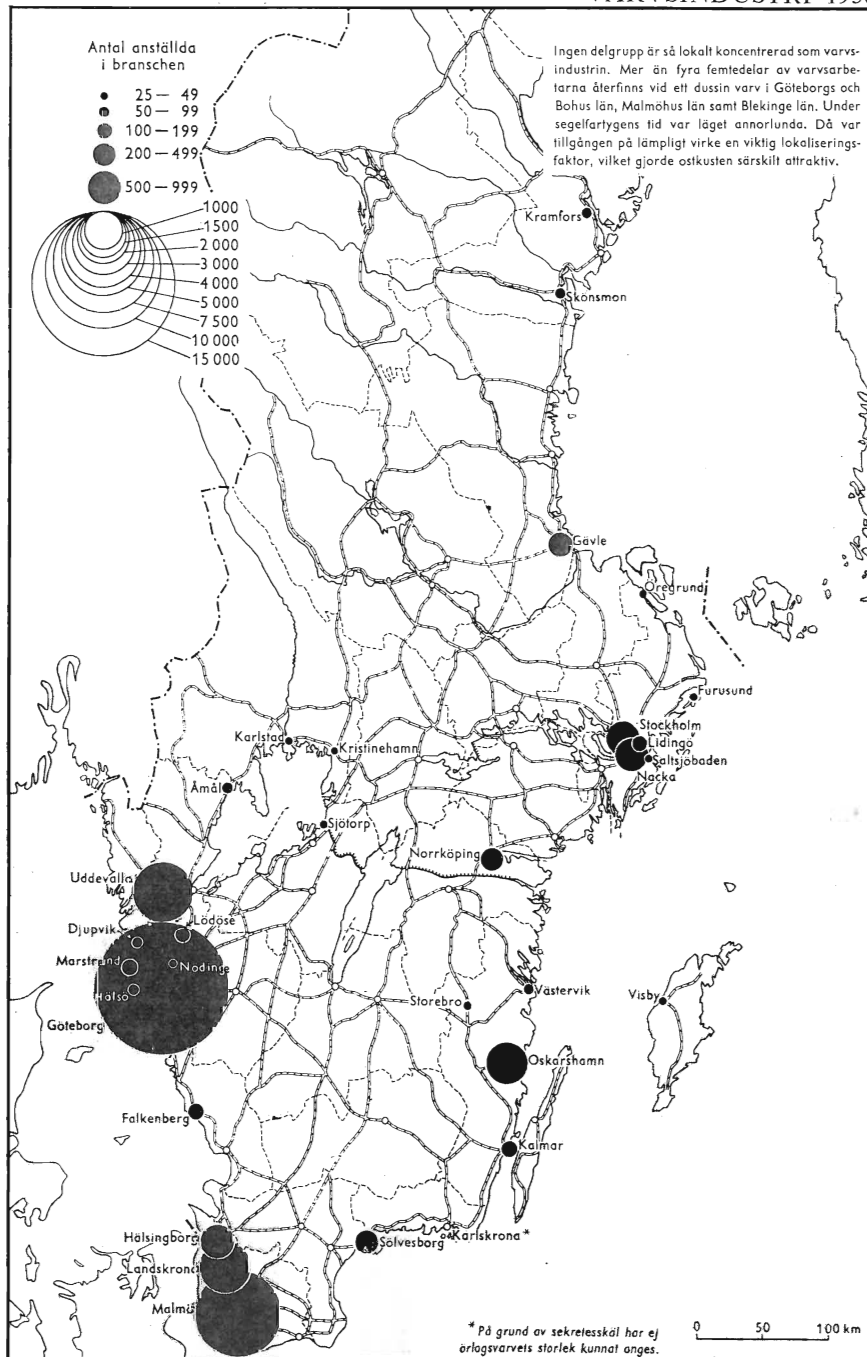 VARVSINDUSTRI
Antal anställda
i branschen
25 — 49
50 — 99
100 — 199
200 — 499
500 — 999
1000
1500
2 000
3 000
4 000
5 000
7 500
10 000
15 000
Ingen delgrupp är så lokalt koncentrerad som varvs-
industrin. Mer än fyra femtedelar av varvsarbe-
tarna återfinns vid ett dussin varv i Göteborgs och
Bohus län, Malmöhus län samt Blekinge län. Under
segelfartygens tid var läget annorlunda. Då var
tillgången på lämpligt virke en viktig lokaliserings-
faktor, vilket gjorde ostkusten särskilt attraktiv.
Kramfors
Skönsmon
Gävle
Öregrund
Furusund
Stockholm
Lidingö
Saltsjöbaden
Nacka
Karlstad
Kristinehamn
Åmål
Sjötorp
Norrköping
Uddevalla
Lödöse
Djupvik
Marstrand
Nödinge
Hälsö
Göteborg
Storebro
Västervik
Visby
Oskarshamn
Falkenberg
Kalmar
Hälsingborg
Karlskrona*
Sölvesborg
Landskrona
Malmö
* På grund av sekretesskäl har ej
örlogsvarvets storlek kunnat anges.
0 50 100 km